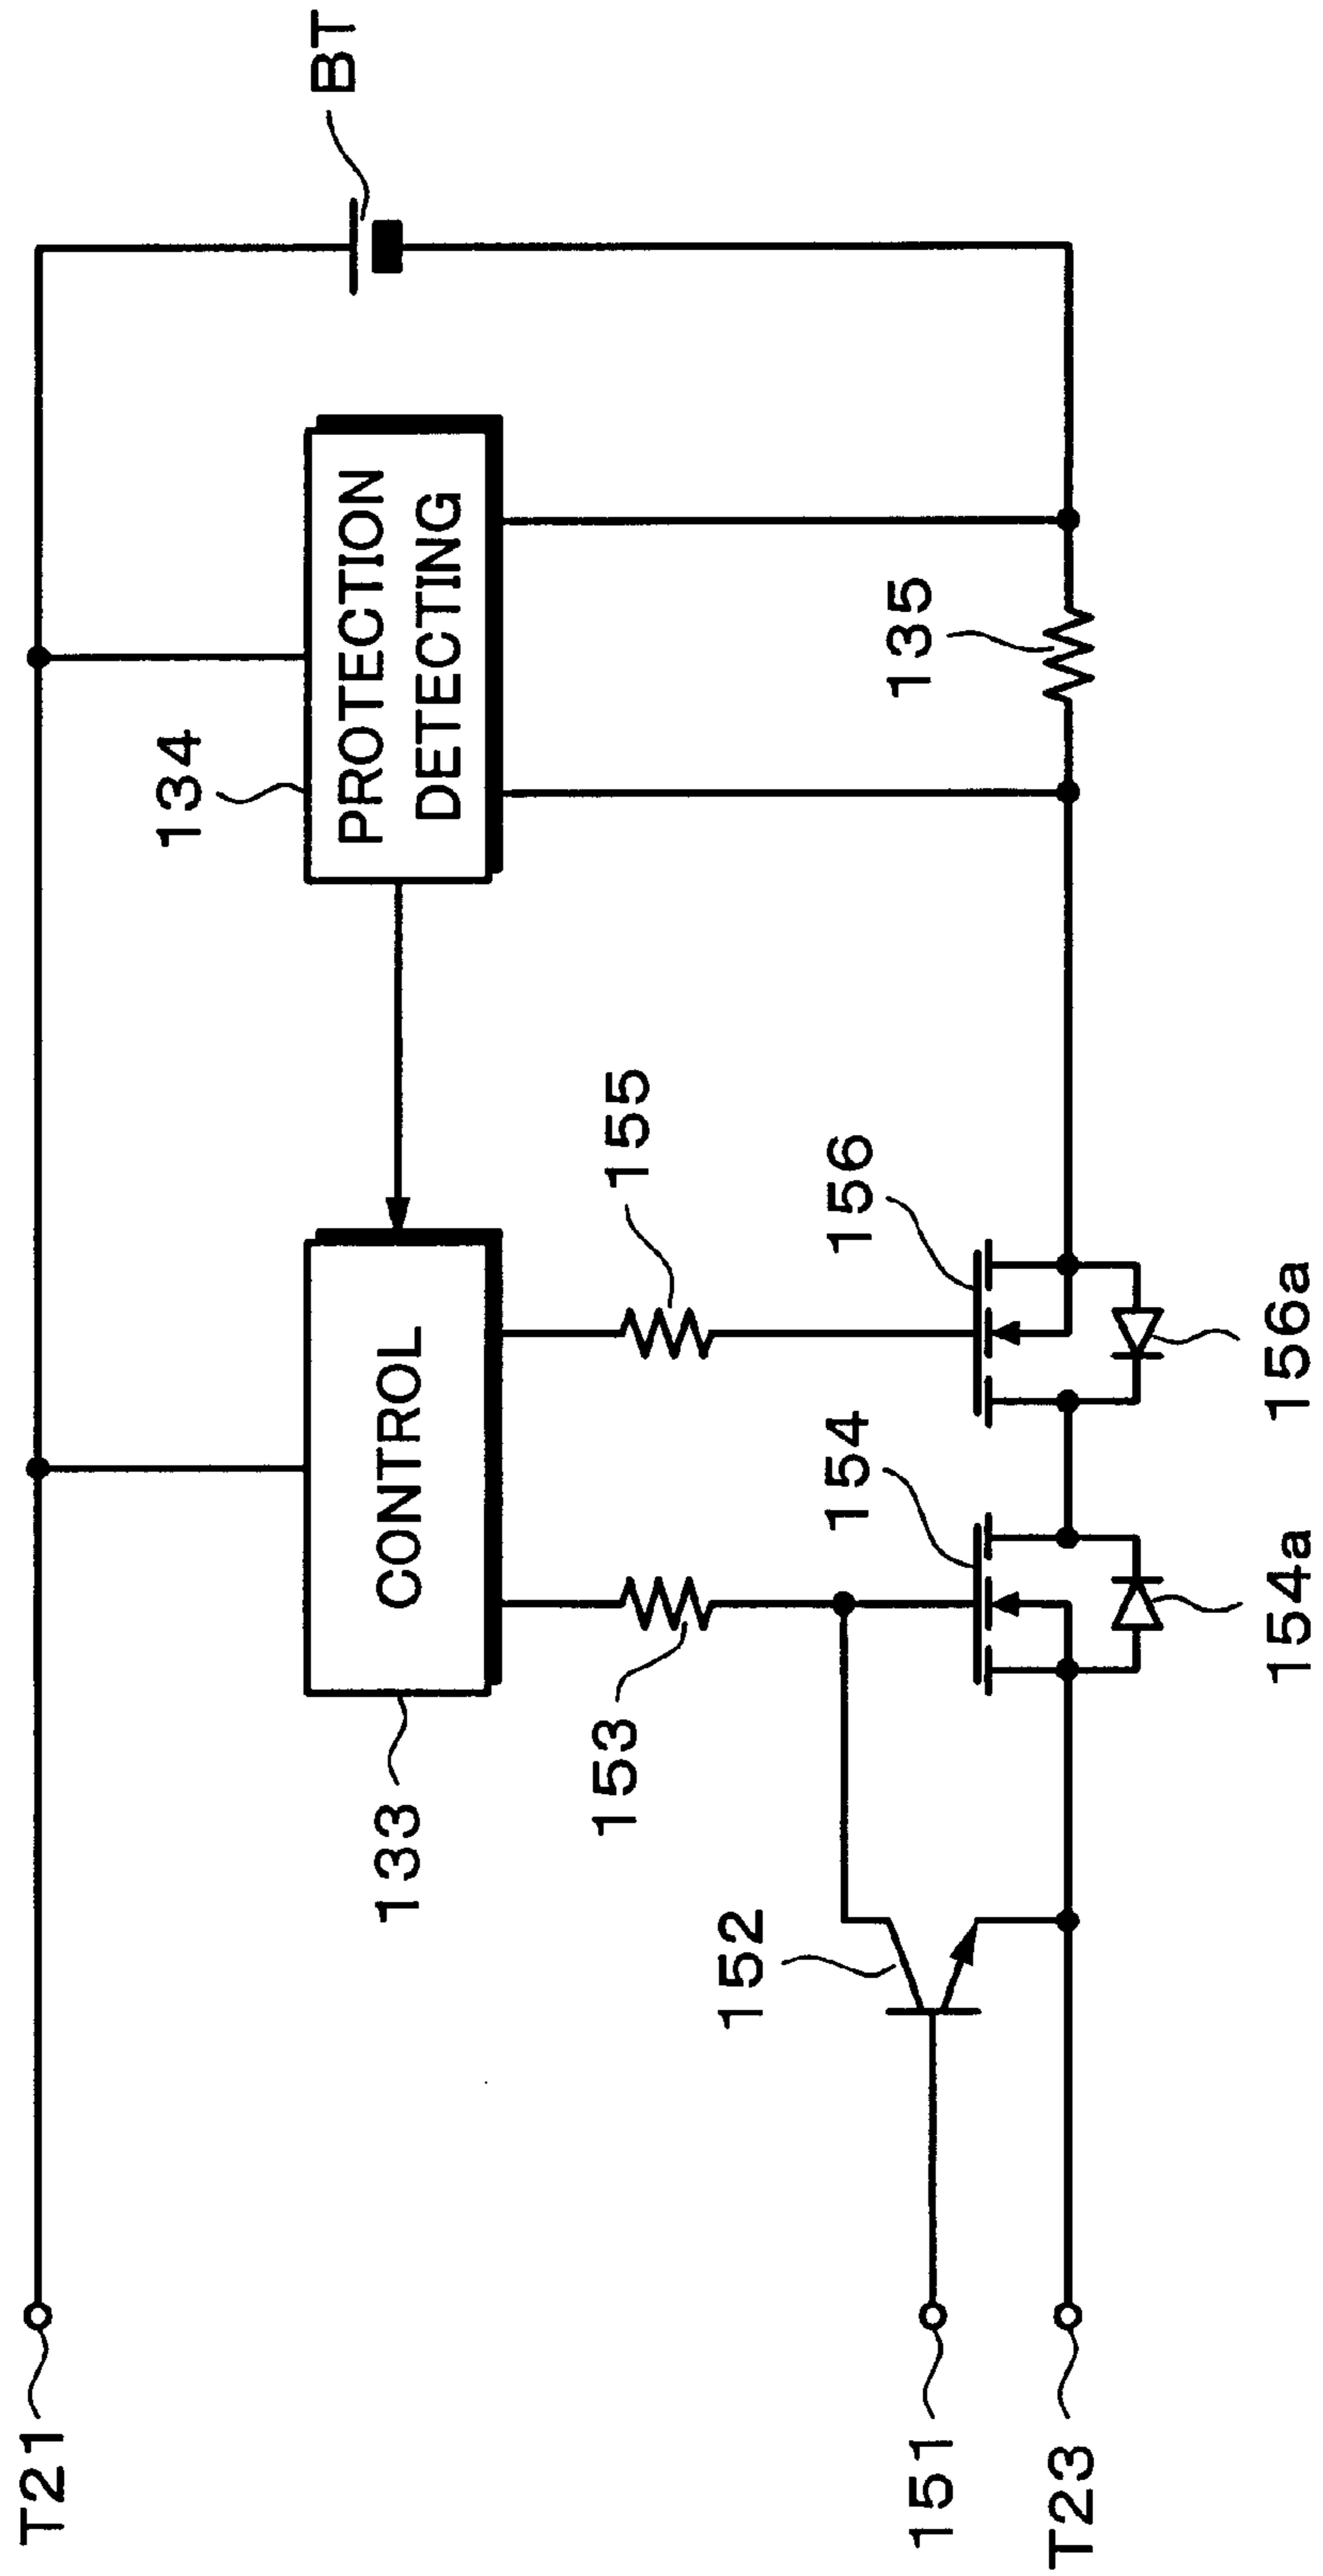 T21
134
BT
PROTECTION
DETECTING
CONTROL
133
155
153
135
152
154
156
151
T23
154a
156a